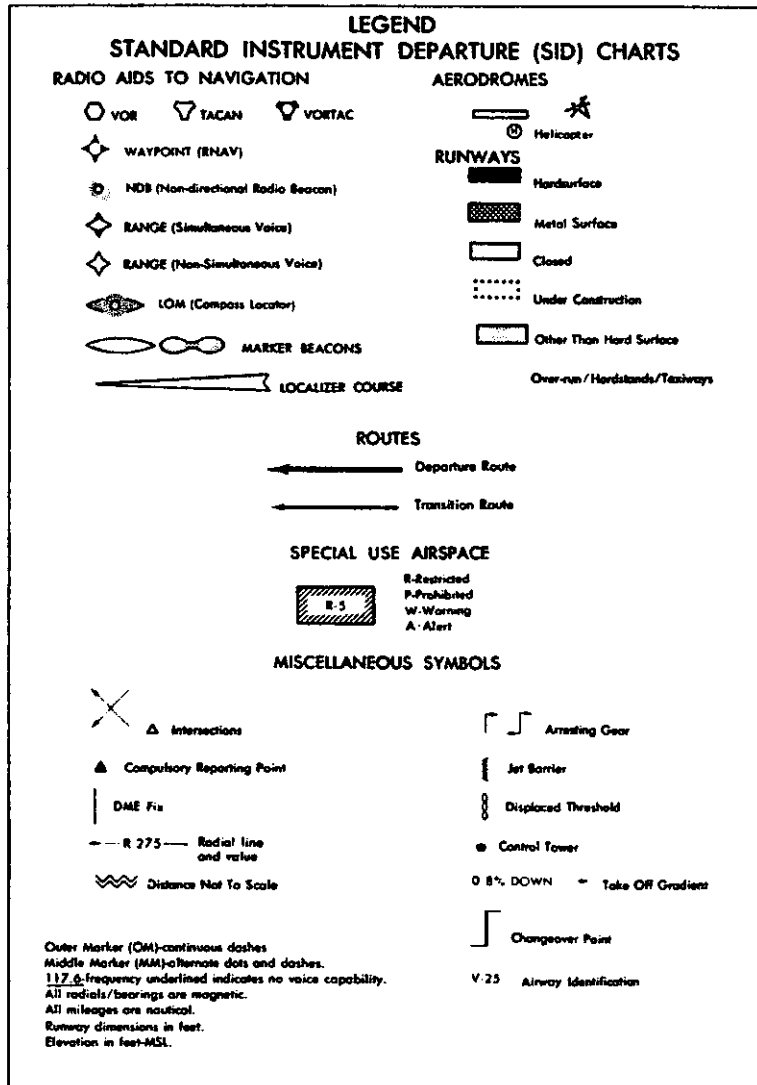 LEGEND
STANDARD INSTRUMENT DEPARTURE (SID) CHARTS
RADIO AIDS TO NAVIGATION
VOR TACAN VORTAC
WAYPOINT (RNAV)
NDB (Non-directional Radio Beacon)
RANGE (Simultaneous Voice)
RANGE (Non-Simultaneous Voice)
LOM (Compass Locator)
MARKER BEACONS
LOCALIZER COURSE
AERODROMES
H Helicopter
RUNWAYS
Hardsurface
Metal Surface
Closed
Under Construction
Other Than Hard Surface
Over-run/Hardstands/Taxiways
ROUTES
Departure Route
Transition Route
SPECIAL USE AIRSPACE
R-5
R-Restricted
P-Prohibited
W-Warning
A-Alert
MISCELLANEOUS SYMBOLS
Intersections
Compulsory Reporting Point
DME Fix
R 275 Radial line
and value
Distance Not To Scale
Arresting Gear
Jet Barrier
Displaced Threshold
Control Tower
0 8% DOWN Take Off Gradient
Changeover Point
V-25 Airway Identification
Outer Marker (OM)-continuous dashes
Middle Marker (MM)-alternate dots and dashes.
117.6-frequency underlined indicates no voice capability.
All radials/bearings are magnetic.
All mileages are nautical.
Runway dimensions in feet.
Elevation in feet-MSL.